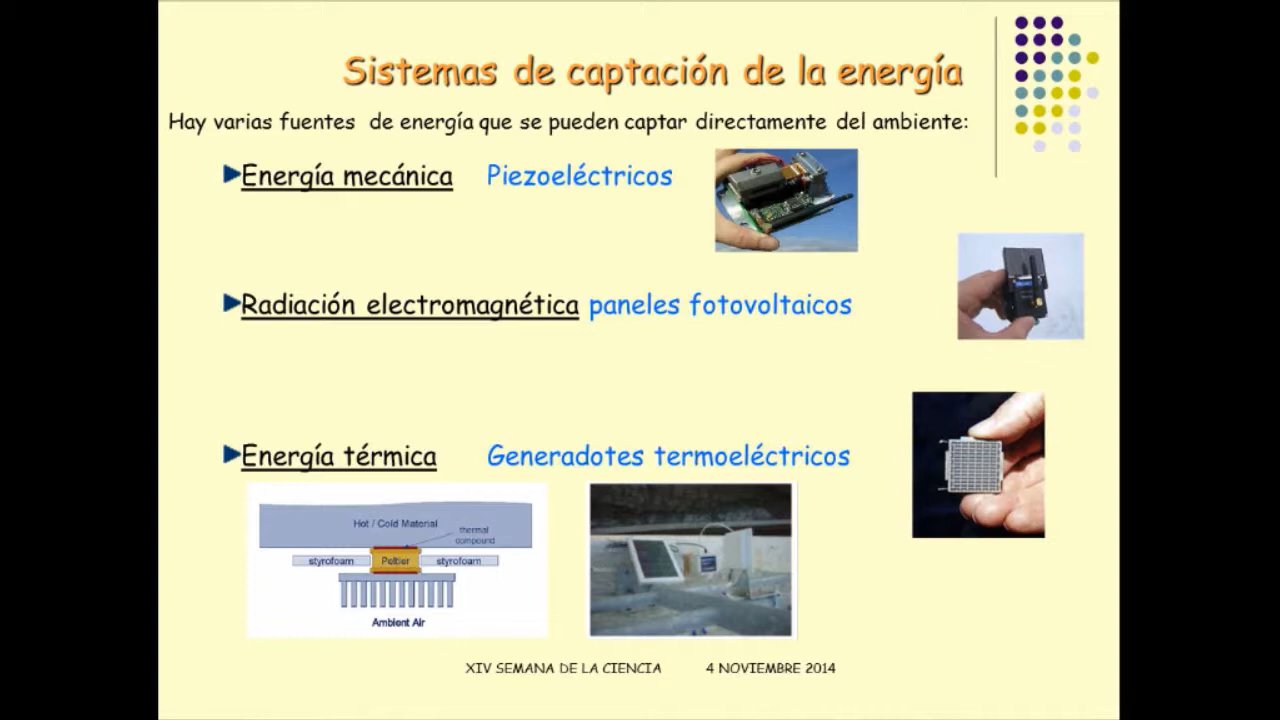 Sistemas de captación de la energía
Hay varias fuentes de energía que se pueden captar directamente del ambiente:
Energía mecánica Piezoeléctricos
Radiación electromagnética paneles fotovoltaicos
Energía térmica Generadotes termoeléctricos
Hot / Cold Material
thermal
compound
styrofoam Peltier styrofoam
Ambient Air
XIV SEMANA DE LA CIENCIA 4 NOVIEMBRE 2014